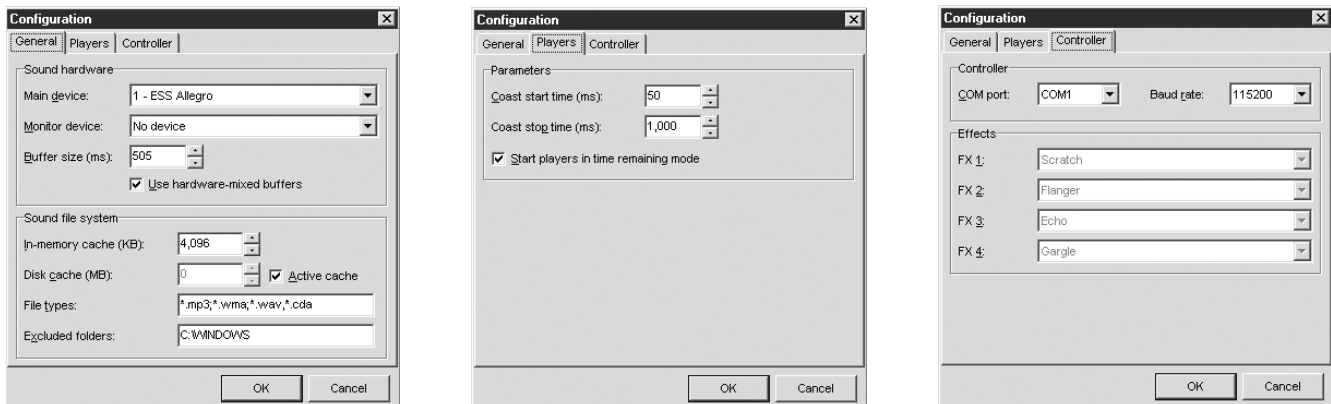 Configuration
General Players Controller
Sound hardware
Main device: 1 - ESS Allegro
Monitor device: No device
Buffer size (ms): 505
Use hardware-mixed buffers
Sound file system
In-memory cache (KB): 4,096
Disk cache (MB): 0 Active cache
File types: *.mp3;*.wma;*.wav,*.cda
Excluded folders: C:\WINDOWS
OK Cancel
Configuration
General Players Controller
Parameters
Coast start time (ms): 50
Coast stop time (ms): 1,000
Start players in time remaining mode
OK Cancel
Configuration
General Players Controller
Controller
COM port: COM1 Baud rate: 115200
Effects
FX 1: Scratch
FX 2: Flanger
FX 3: Echo
FX 4: Gargle
OK Cancel